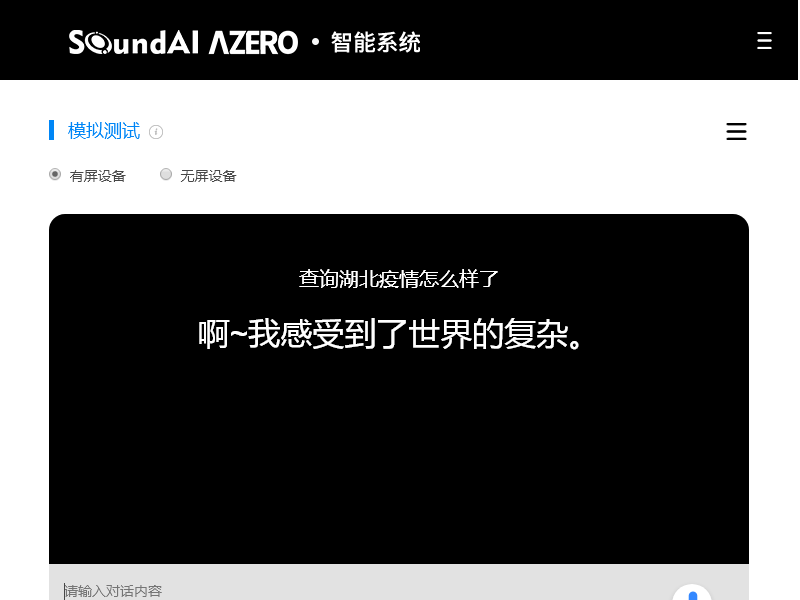 SoundAI AZERO · 智能系统
模拟测试
有屏设备 无屏设备
查询湖北疫情怎么样了
啊~我感受到了世界的复杂。
请输入对话内容